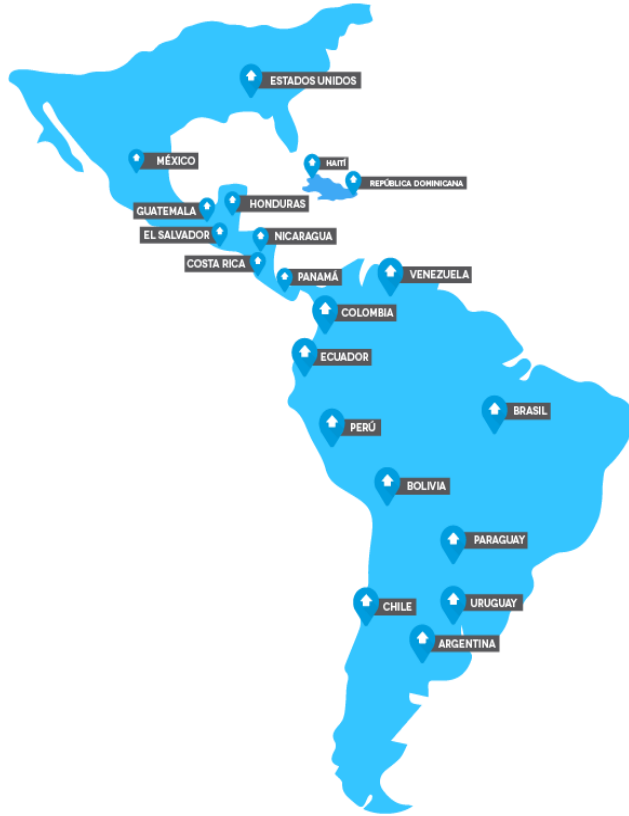 ESTADOS UNIDOS
MÉXICO
HAITÍ
REPÚBLICA DOMINICANA
GUATEMALA
HONDURAS
EL SALVADOR
NICARAGUA
COSTA RICA
PANAMÁ
VENEZUELA
COLOMBIA
ECUADOR
BRASIL
PERÚ
BOLIVIA
PARAGUAY
CHILE
URUGUAY
ARGENTINA